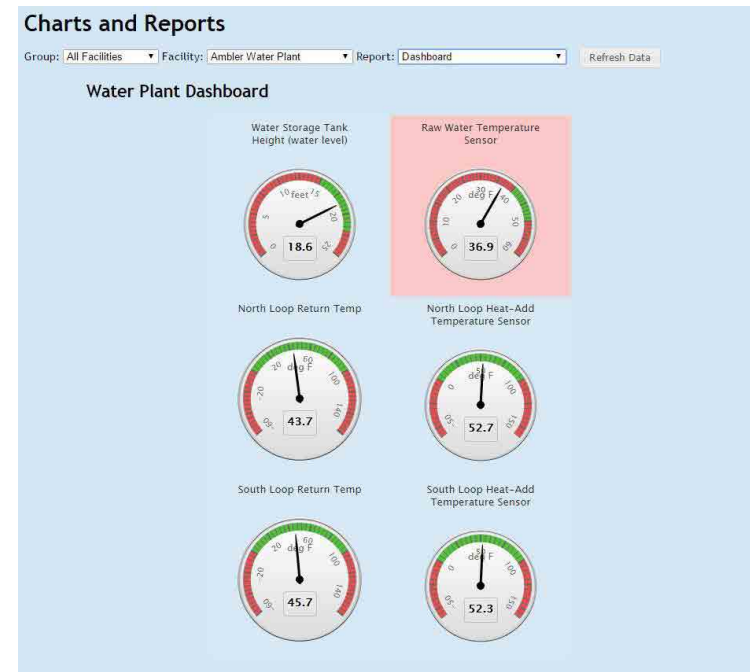 Charts and Reports
Group: All Facilities Facility: Ambler Water Plant Report: Dashboard Refresh Data
Water Plant Dashboard
Water Storage Tank
Height (water level)
0 5 10 15 20 25
feet
18.6
Raw Water Temperature
Sensor
0 10 20 30 40 50 60
deg F
36.9
North Loop Return Temp
-60 -20 20 60 100 140
deg F
43.7
North Loop Heat-Add
Temperature Sensor
-50 0 50 100 150
deg F
52.7
South Loop Return Temp
-60 -20 20 60 100 140
deg F
45.7
South Loop Heat-Add
Temperature Sensor
-50 0 50 100 150
deg F
52.3